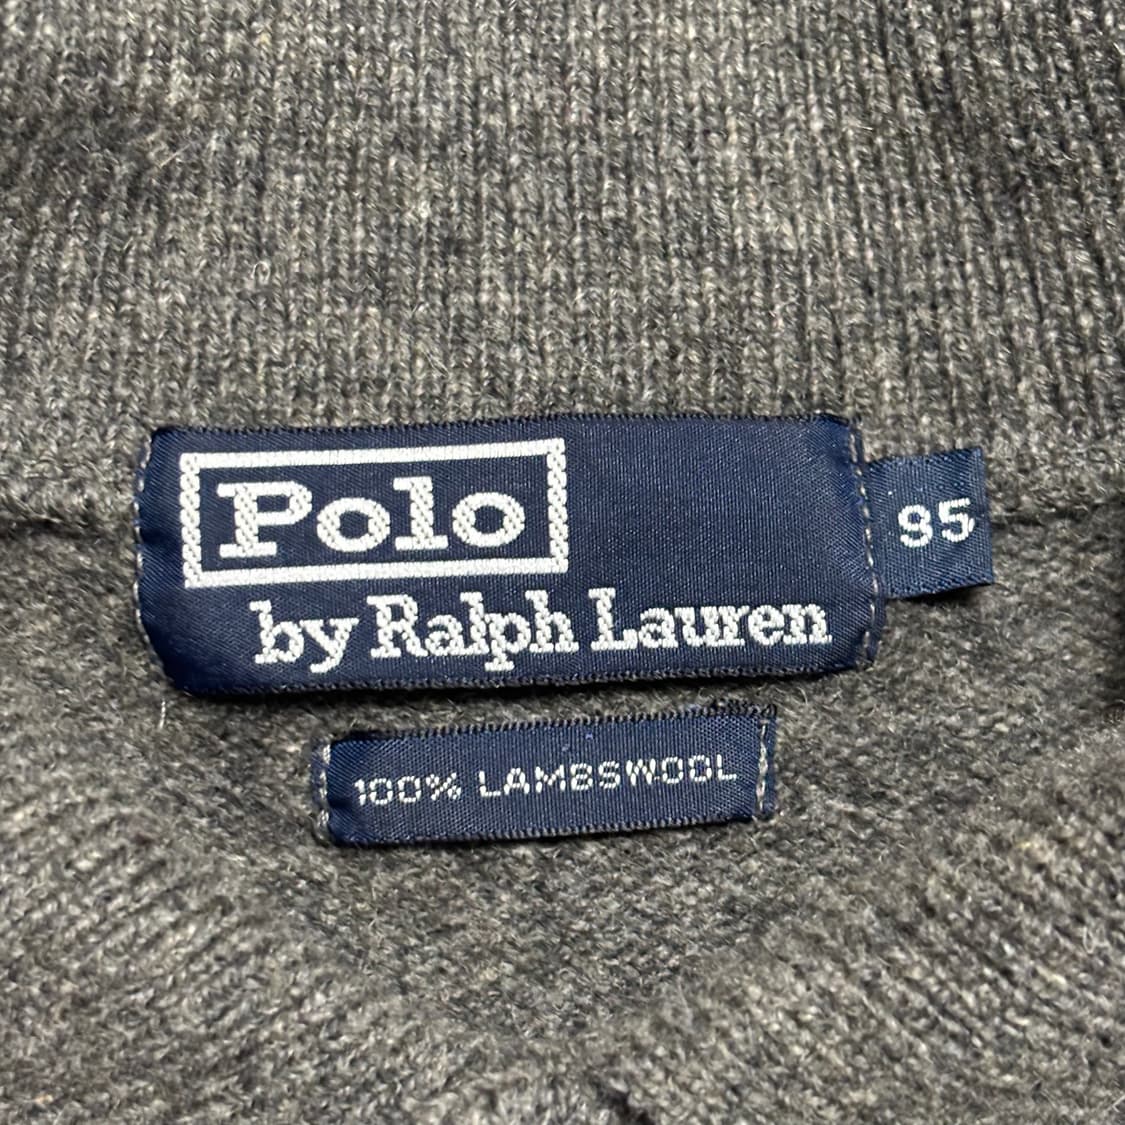 Polo
by Ralph Lauren
95
100% LAMBSWOOL